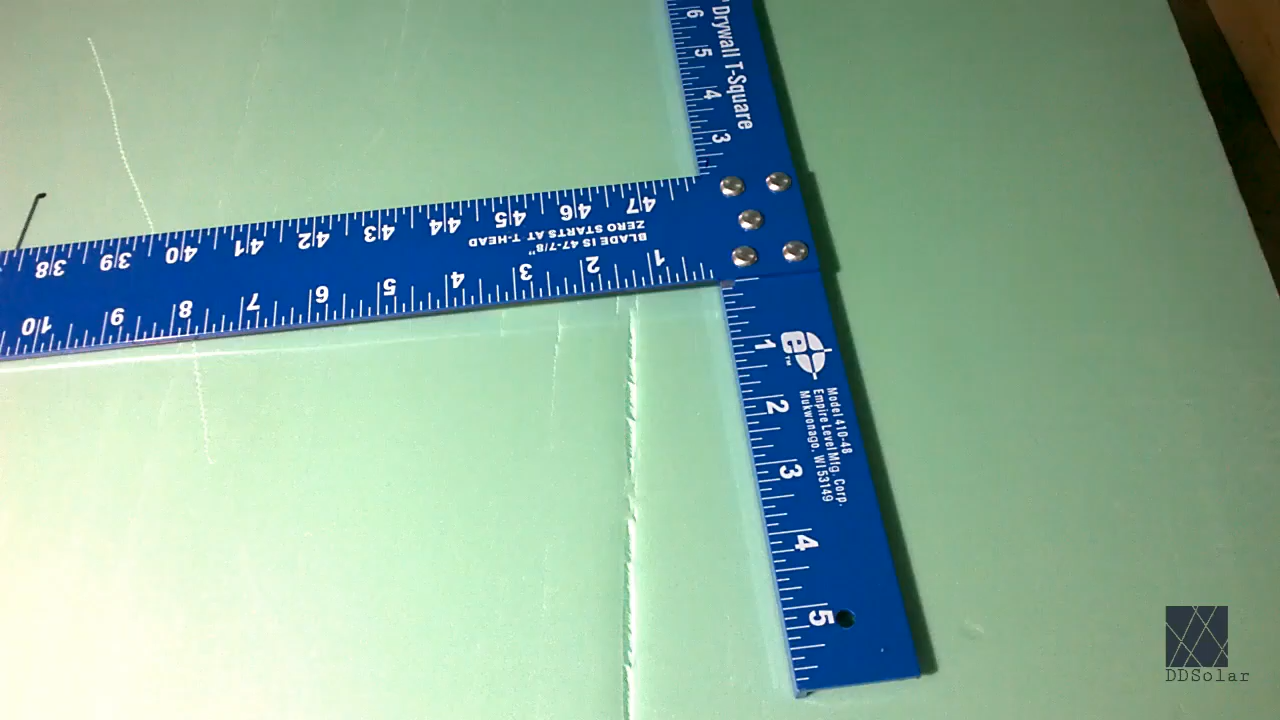 " Drywall T-Square
6 5 4 3
47 46 45 44 43 42 41 40 39 38
BLADE IS 47-7/8"
ZERO STARTS AT T-HEAD
1 2 3 4 5 6 7 8 9 10
e
TM
Model 410-48
Empire Level Mfg. Corp.
Mukwonago, WI 53149
1 2 3 4 5
DDSolar